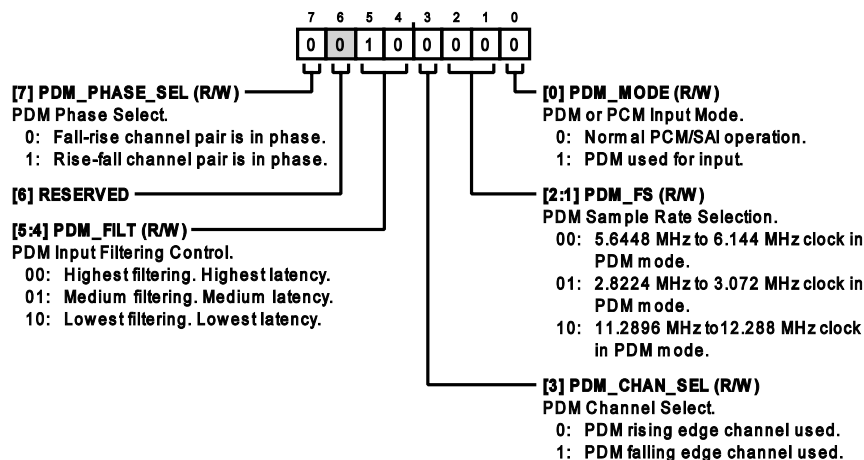 7 6 5 4 3 2 1 0
0 0 1 0 0 0 0 0
[7] PDM_PHASE_SEL (R/W)
PDM Phase Select.
0: Fall-rise channel pair is in phase.
1: Rise-fall channel pair is in phase.
[6] RESERVED
[5:4] PDM_FILT (R/W)
PDM Input Filtering Control.
00: Highest filtering. Highest latency.
01: Medium filtering. Medium latency.
10: Lowest filtering. Lowest latency.
[0] PDM_MODE (R/W)
PDM or PCM Input Mode.
0: Normal PCM/SAI operation.
1: PDM used for input.
[2:1] PDM_FS (R/W)
PDM Sample Rate Selection.
00: 5.6448 MHz to 6.144 MHz clock in
PDM mode.
01: 2.8224 MHz to 3.072 MHz clock in
PDM mode.
10: 11.2896 MHz to12.288 MHz clock
in PDM mode.
[3] PDM_CHAN_SEL (R/W)
PDM Channel Select.
0: PDM rising edge channel used.
1: PDM falling edge channel used.